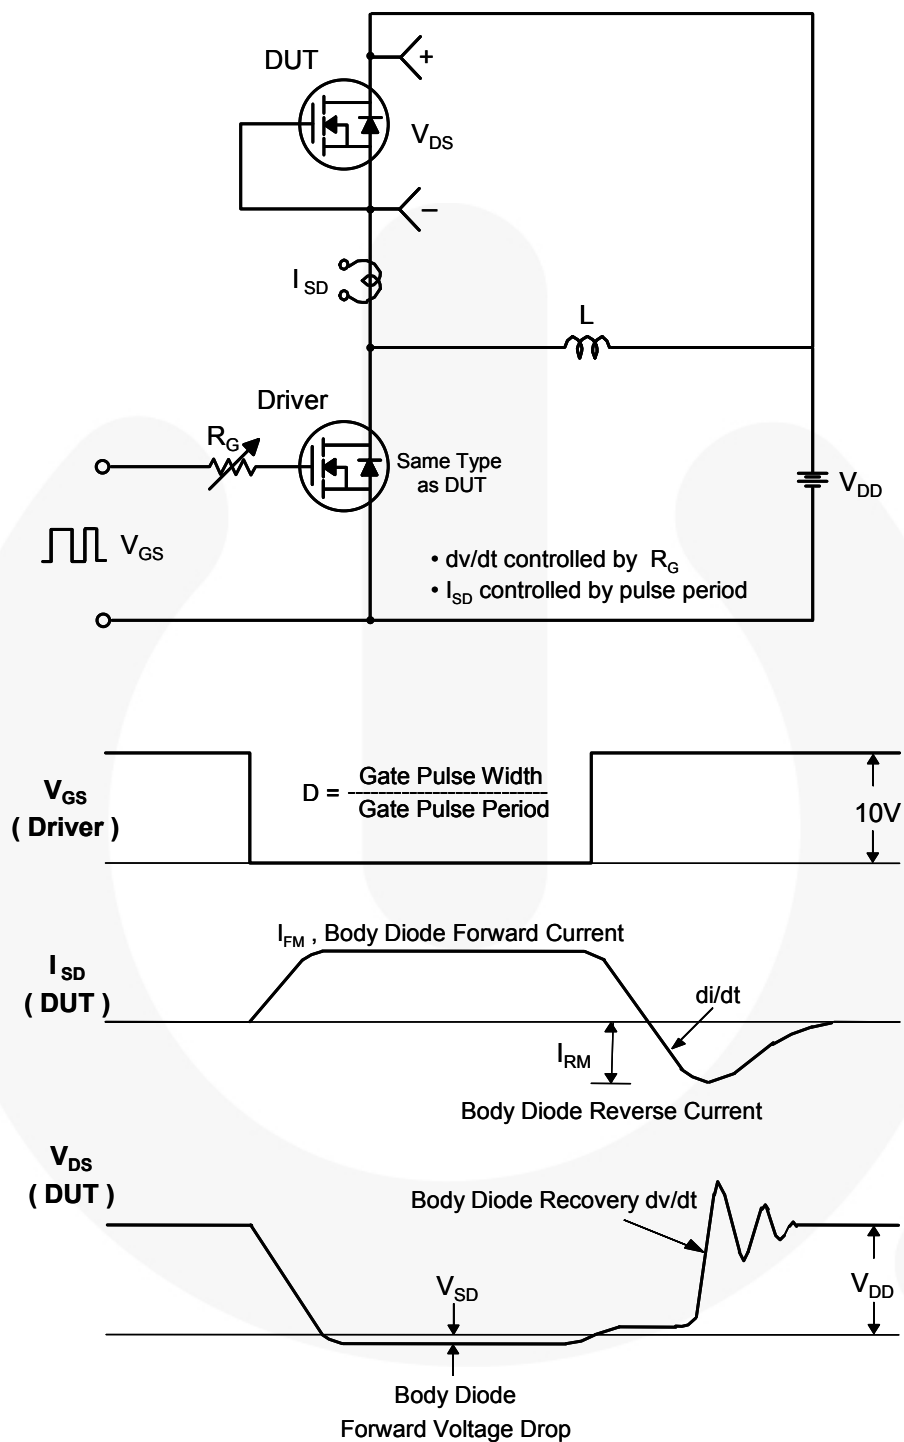 DUT
+
V_DS
–
I_SD
L
Driver
R_G
Same Type
as DUT
V_DD
V_GS
• dv/dt controlled by R_G
• I_SD controlled by pulse period
V_GS
( Driver )
D = Gate Pulse Width
--------------------------
Gate Pulse Period
10V
I_FM , Body Diode Forward Current
I_SD
( DUT )
di/dt
I_RM
Body Diode Reverse Current
V_DS
( DUT )
Body Diode Recovery dv/dt
V_SD
V_DD
Body Diode
Forward Voltage Drop